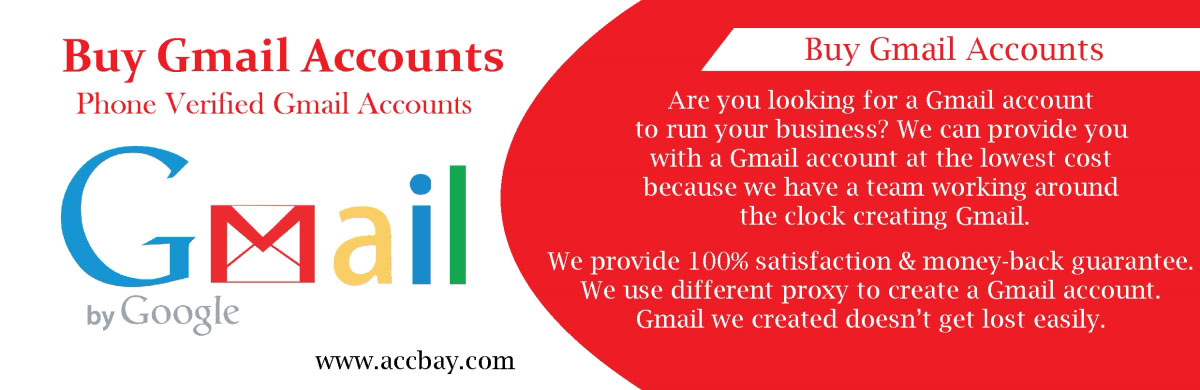 Buy Gmail Accounts
Phone Verified Gmail Accounts
Gmail
by Google
www.accbay.com
Buy Gmail Accounts
Are you looking for a Gmail account
to run your business? We can provide you
with a Gmail account at the lowest cost
because we have a team working around
the clock creating Gmail.
We provide 100% satisfaction & money-back guarantee.
We use different proxy to create a Gmail account.
Gmail we created doesn't get lost easily.